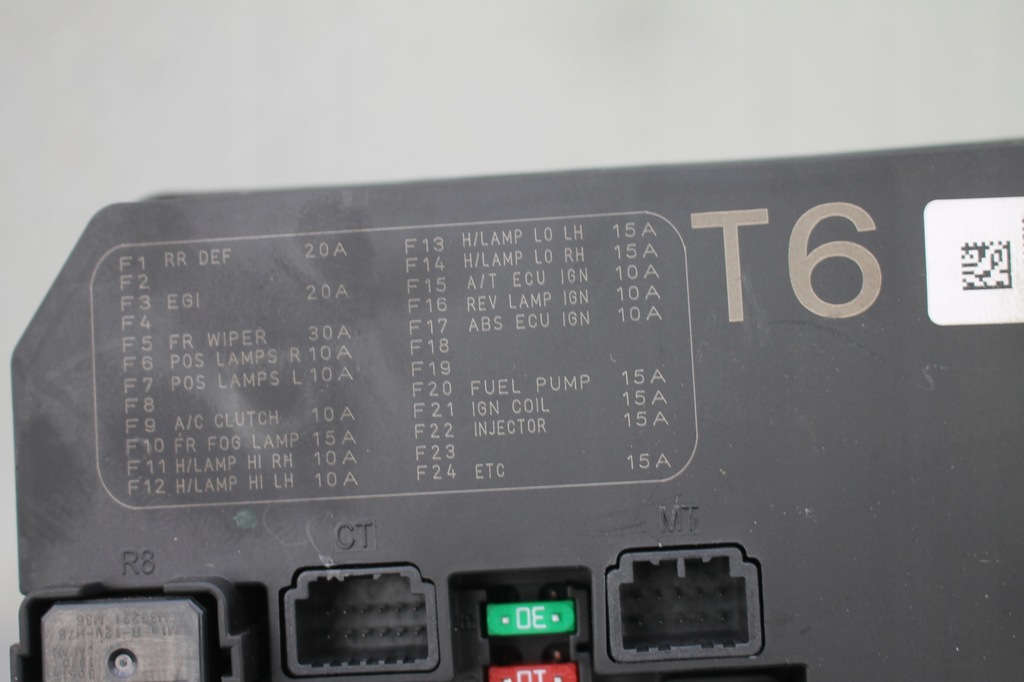 F1 RR DEF 20A
F2
F3 EGI 20A
F4
F5 FR WIPER 30A
F6 POS LAMPS R 10A
F7 POS LAMPS L 10A
F8
F9 A/C CLUTCH 10A
F10 FR FOG LAMP 15A
F11 H/LAMP HI RH 10A
F12 H/LAMP HI LH 10A
F13 H/LAMP LO LH 15A
F14 H/LAMP LO RH 15A
F15 A/T ECU IGN 10A
F16 REV LAMP IGN 10A
F17 ABS ECU IGN 10A
F18
F19
F20 FUEL PUMP 15A
F21 IGN COIL 15A
F22 INJECTOR 15A
F23
F24 ETC 15A
T6
R8
CT
MT
30
10